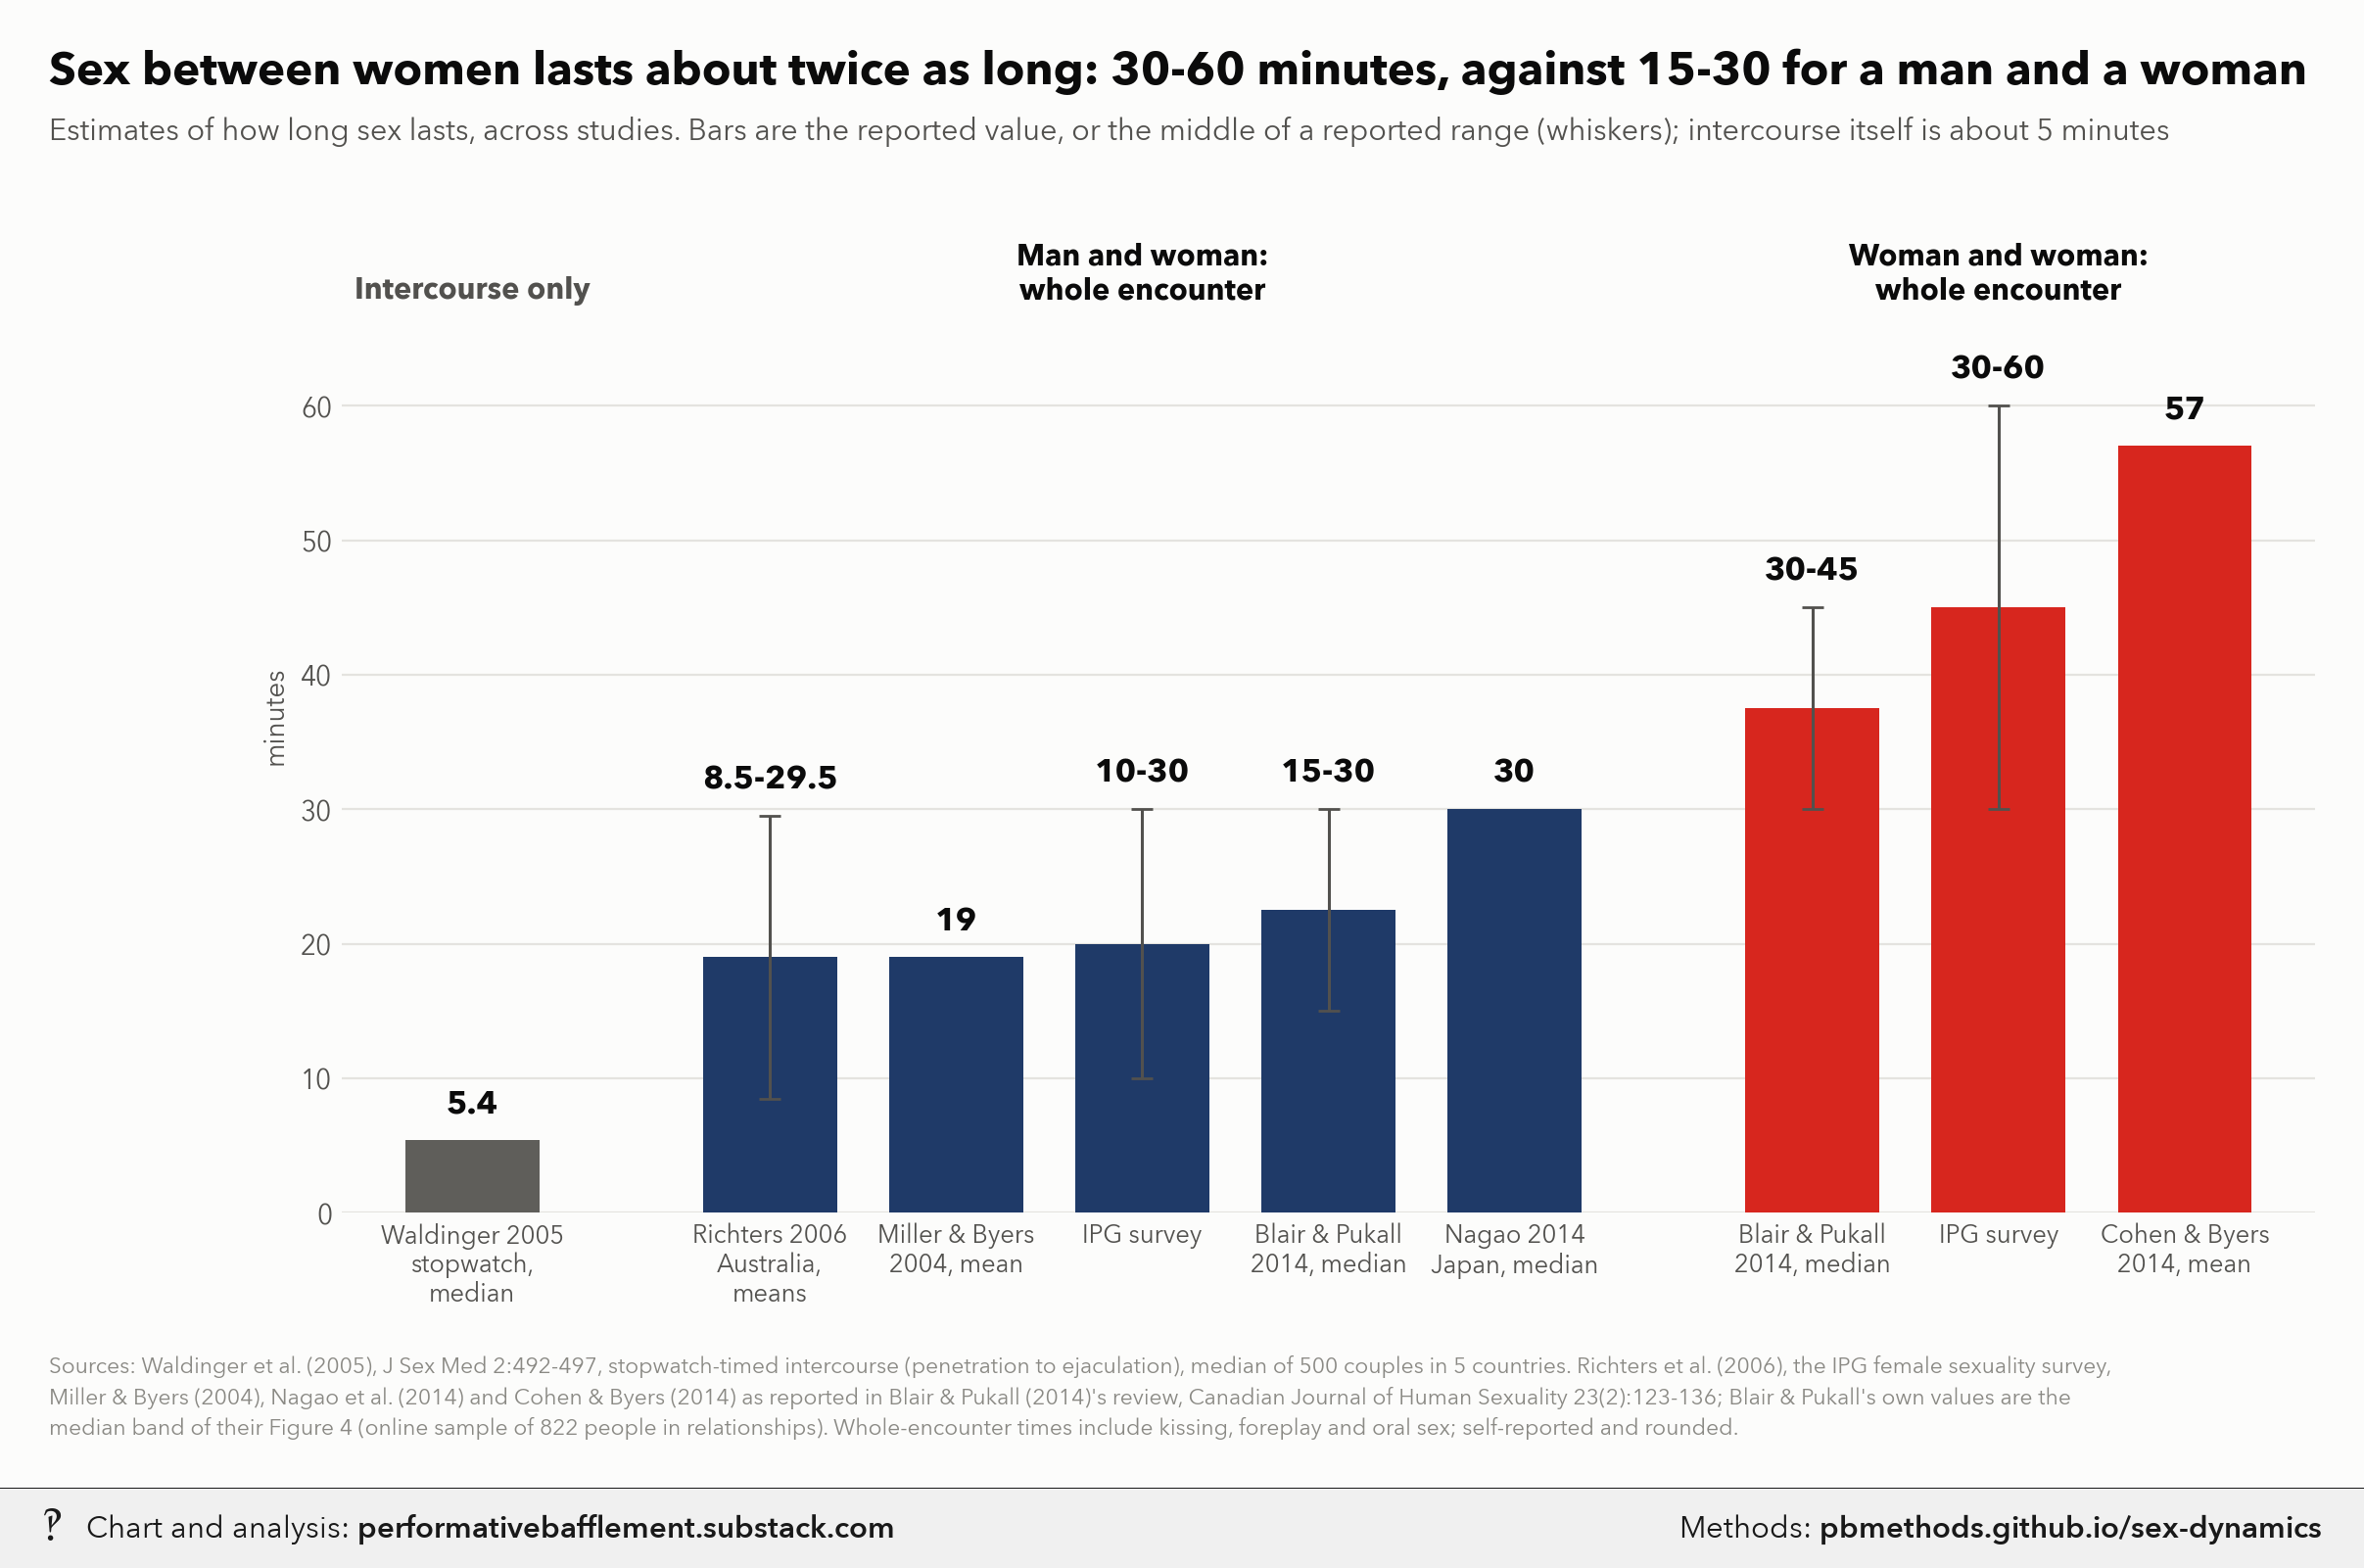 Sex between women lasts about twice as long: 30-60 minutes, against 15-30 for a man and a woman
Estimates of how long sex lasts, across studies. Bars are the reported value, or the middle of a reported range (whiskers); intercourse itself is about 5 minutes
Intercourse only
Man and woman:
whole encounter
Woman and woman:
whole encounter
minutes
60
50
40
30
20
10
0
5.4
8.5-29.5
19
10-30
15-30
30
30-45
30-60
57
Waldinger 2005
stopwatch,
median
Richters 2006
Australia,
means
Miller & Byers
2004, mean
IPG survey
Blair & Pukall
2014, median
Nagao 2014
Japan, median
Blair & Pukall
2014, median
IPG survey
Cohen & Byers
2014, mean
Sources: Waldinger et al. (2005), J Sex Med 2:492-497, stopwatch-timed intercourse (penetration to ejaculation), median of 500 couples in 5 countries. Richters et al. (2006), the IPG female sexuality survey,
Miller & Byers (2004), Nagao et al. (2014) and Cohen & Byers (2014) as reported in Blair & Pukall (2014)'s review, Canadian Journal of Human Sexuality 23(2):123-136; Blair & Pukall's own values are the
median band of their Figure 4 (online sample of 822 people in relationships). Whole-encounter times include kissing, foreplay and oral sex; self-reported and rounded.
‽ Chart and analysis: performativebafflement.substack.com
Methods: pbmethods.github.io/sex-dynamics